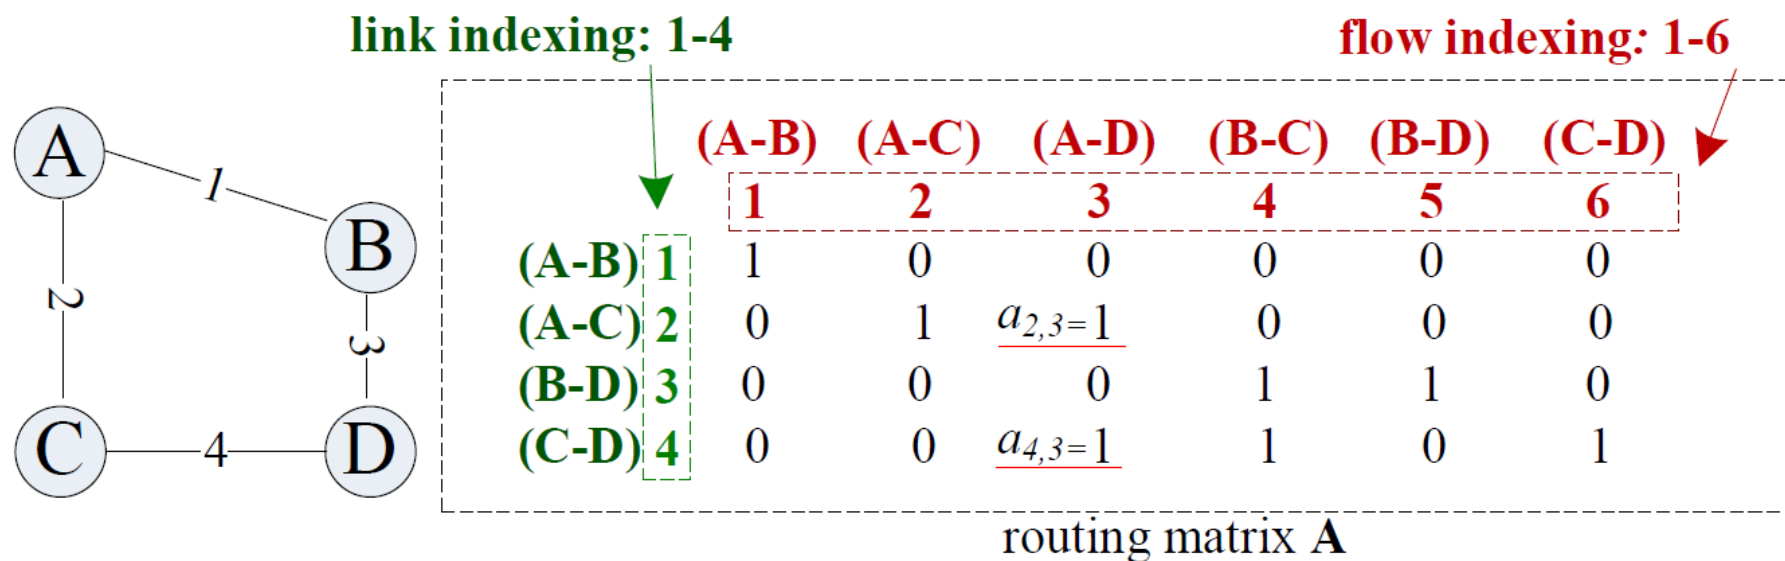 link indexing: 1-4
flow indexing: 1-6
A
B
C
D
1
2
3
4
(A-B) (A-C) (A-D) (B-C) (B-D) (C-D)
1 2 3 4 5 6
(A-B) 1 1 0 0 0 0 0
(A-C) 2 0 1 a2,3=1 0 0 0
(B-D) 3 0 0 0 1 1 0
(C-D) 4 0 0 a4,3=1 1 0 1
routing matrix A